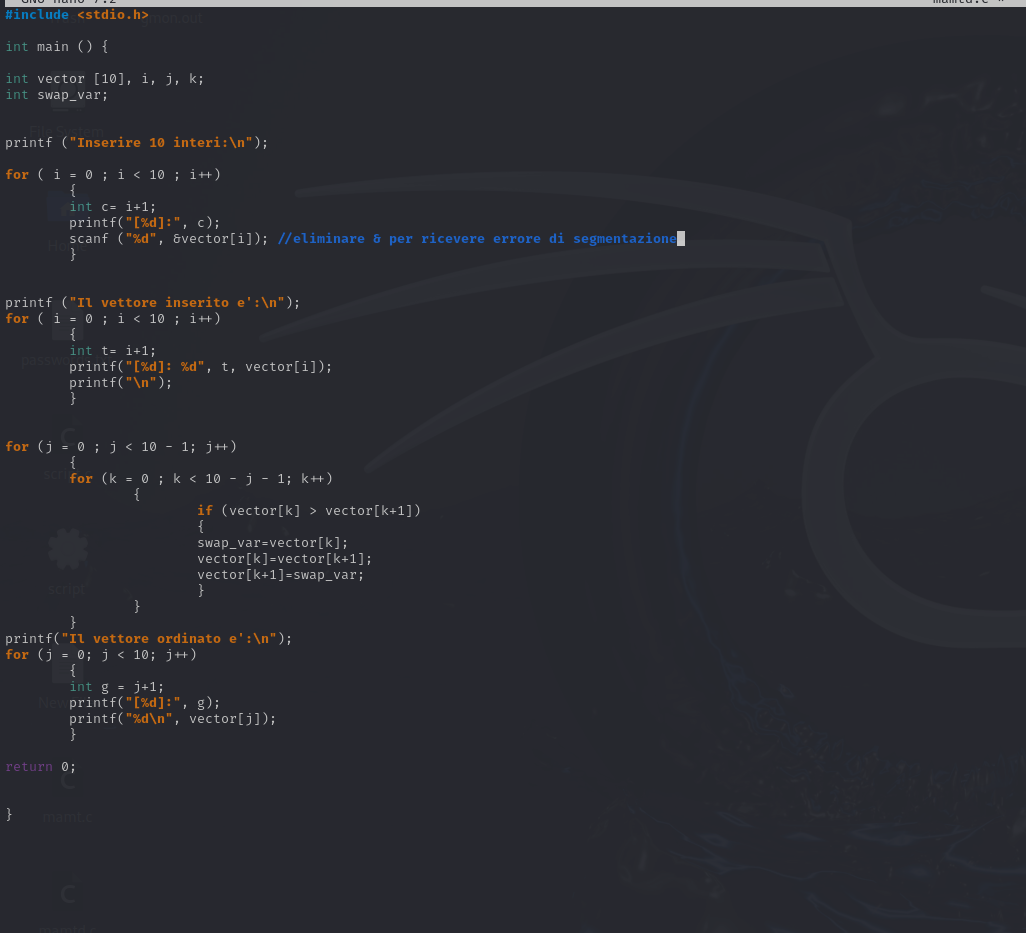 GNU nano 7.2
#include <stdio.h>
int main () {
int vector [10], i, j, k;
int swap_var;
printf ("Inserire 10 interi:\n");
for ( i = 0 ; i < 10 ; i++)
{
int c= i+1;
printf("[%d]:", c);
scanf ("%d", &vector[i]); //eliminare & per ricevere errore di segmentazione
}
printf ("Il vettore inserito e':\n");
for ( i = 0 ; i < 10 ; i++)
{
int t= i+1;
printf("[%d]: %d", t, vector[i]);
printf("\n");
}
for (j = 0 ; j < 10 - 1; j++)
{
for (k = 0 ; k < 10 - j - 1; k++)
{
if (vector[k] > vector[k+1])
{
swap_var=vector[k];
vector[k]=vector[k+1];
vector[k+1]=swap_var;
}
}
}
printf("Il vettore ordinato e':\n");
for (j = 0; j < 10; j++)
{
int g = j+1;
printf("[%d]:", g);
printf("%d\n", vector[j]);
}
return 0;
}